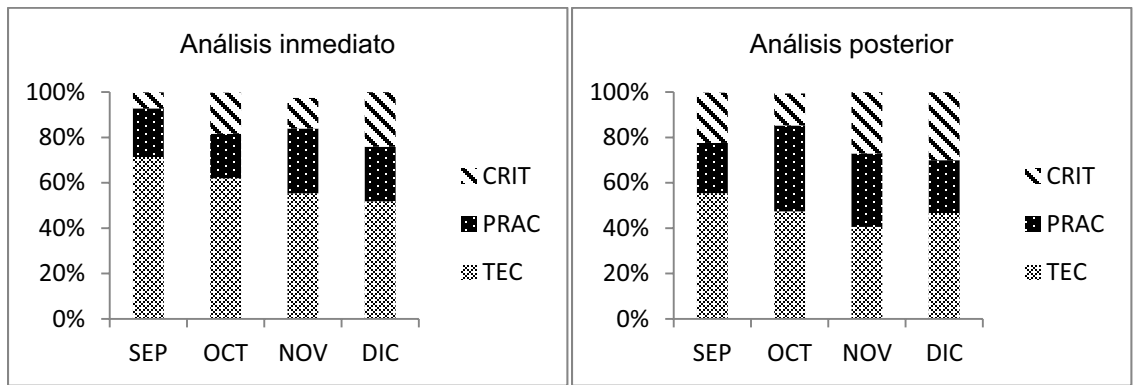 Análisis inmediato
100%
80%
60%
40%
20%
0%
SEP OCT NOV DIC
CRIT
PRAC
TEC
Análisis posterior
100%
80%
60%
40%
20%
0%
SEP OCT NOV DIC
CRIT
PRAC
TEC